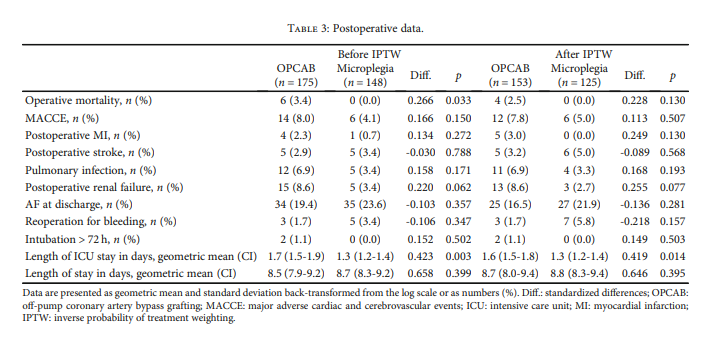 TABLE 3: Postoperative data.
Before IPTW After IPTW
OPCAB (n = 175) Microplegia (n = 148) Diff. p OPCAB (n = 153) Microplegia (n = 125) Diff. p
Operative mortality, n (%) 6 (3.4) 0 (0.0) 0.266 0.033 4 (2.5) 0 (0.0) 0.228 0.130
MACCE, n (%) 14 (8.0) 6 (4.1) 0.166 0.150 12 (7.8) 6 (5.0) 0.113 0.507
Postoperative MI, n (%) 4 (2.3) 1 (0.7) 0.134 0.272 5 (3.0) 0 (0.0) 0.249 0.130
Postoperative stroke, n (%) 5 (2.9) 5 (3.4) -0.030 0.788 5 (3.2) 6 (5.0) -0.089 0.568
Pulmonary infection, n (%) 12 (6.9) 5 (3.4) 0.158 0.171 11 (6.9) 4 (3.3) 0.168 0.193
Postoperative renal failure, n (%) 15 (8.6) 5 (3.4) 0.220 0.062 13 (8.6) 3 (2.7) 0.255 0.077
AF at discharge, n (%) 34 (19.4) 35 (23.6) -0.103 0.357 25 (16.5) 27 (21.9) -0.136 0.281
Reoperation for bleeding, n (%) 3 (1.7) 5 (3.4) -0.106 0.347 3 (1.7) 7 (5.8) -0.218 0.157
Intubation > 72 h, n (%) 2 (1.1) 0 (0.0) 0.152 0.502 2 (1.1) 0 (0.0) 0.149 0.503
Length of ICU stay in days, geometric mean (CI) 1.7 (1.5-1.9) 1.3 (1.2-1.4) 0.423 0.003 1.6 (1.5-1.8) 1.3 (1.2-1.4) 0.419 0.014
Length of stay in days, geometric mean (CI) 8.5 (7.9-9.2) 8.7 (8.3-9.2) 0.658 0.399 8.7 (8.0-9.4) 8.8 (8.3-9.4) 0.646 0.395
Data are presented as geometric mean and standard deviation back-transformed from the log scale or as numbers (%). Diff.: standardized differences; OPCAB:
off-pump coronary artery bypass grafting; MACCE: major adverse cardiac and cerebrovascular events; ICU: intensive care unit; MI: myocardial infarction;
IPTW: inverse probability of treatment weighting.